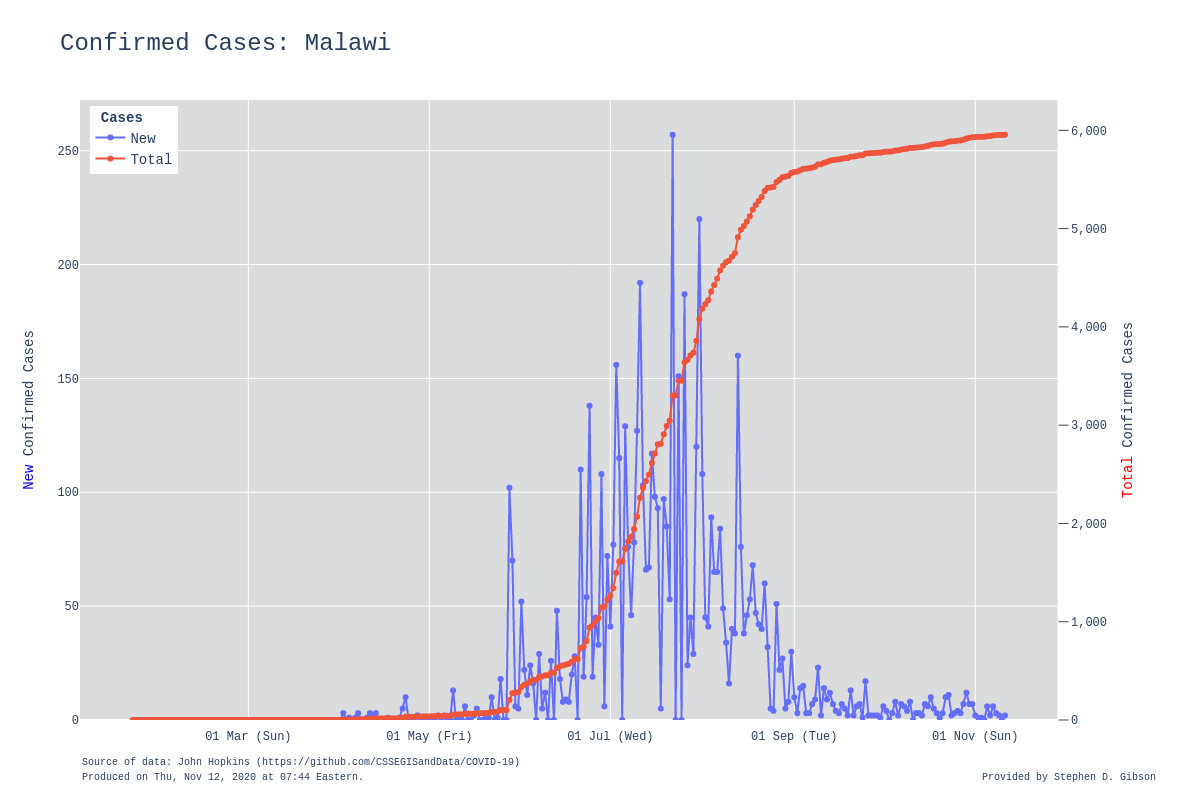 Confirmed Cases: Malawi
Cases
New
Total
250
200
150
100
50
0
6,000
5,000
4,000
3,000
2,000
1,000
0
New Confirmed Cases
Total Confirmed Cases
01 Mar (Sun)
01 May (Fri)
01 Jul (Wed)
01 Sep (Tue)
01 Nov (Sun)
Source of data: John Hopkins (https://github.com/CSSEGISandData/COVID-19)
Produced on Thu, Nov 12, 2020 at 07:44 Eastern.
Provided by Stephen D. Gibson